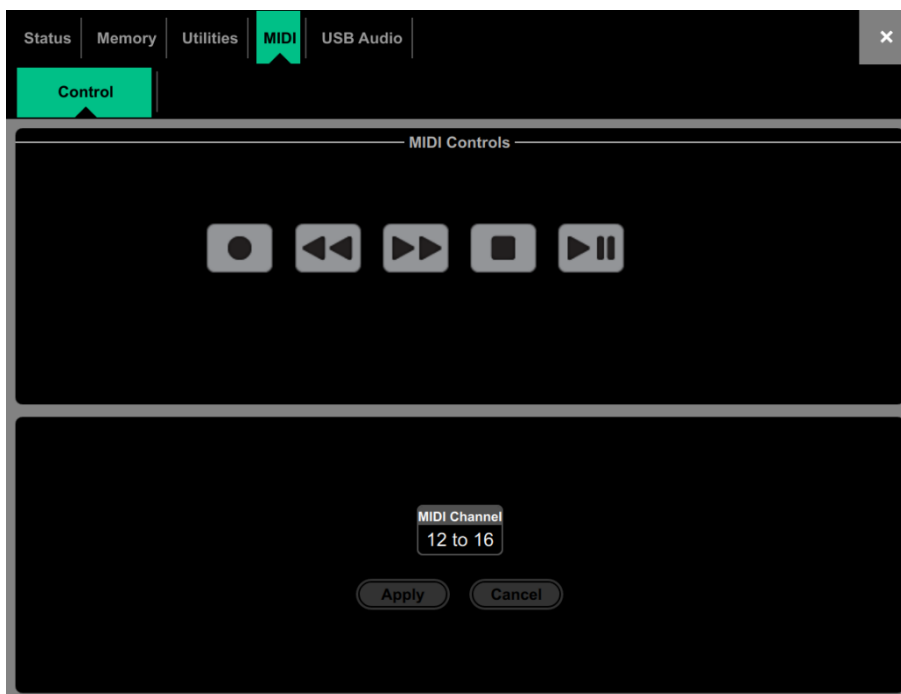 Status Memory Utilities MIDI USB Audio ×
Control
MIDI Controls
MIDI Channel
12 to 16
Apply Cancel